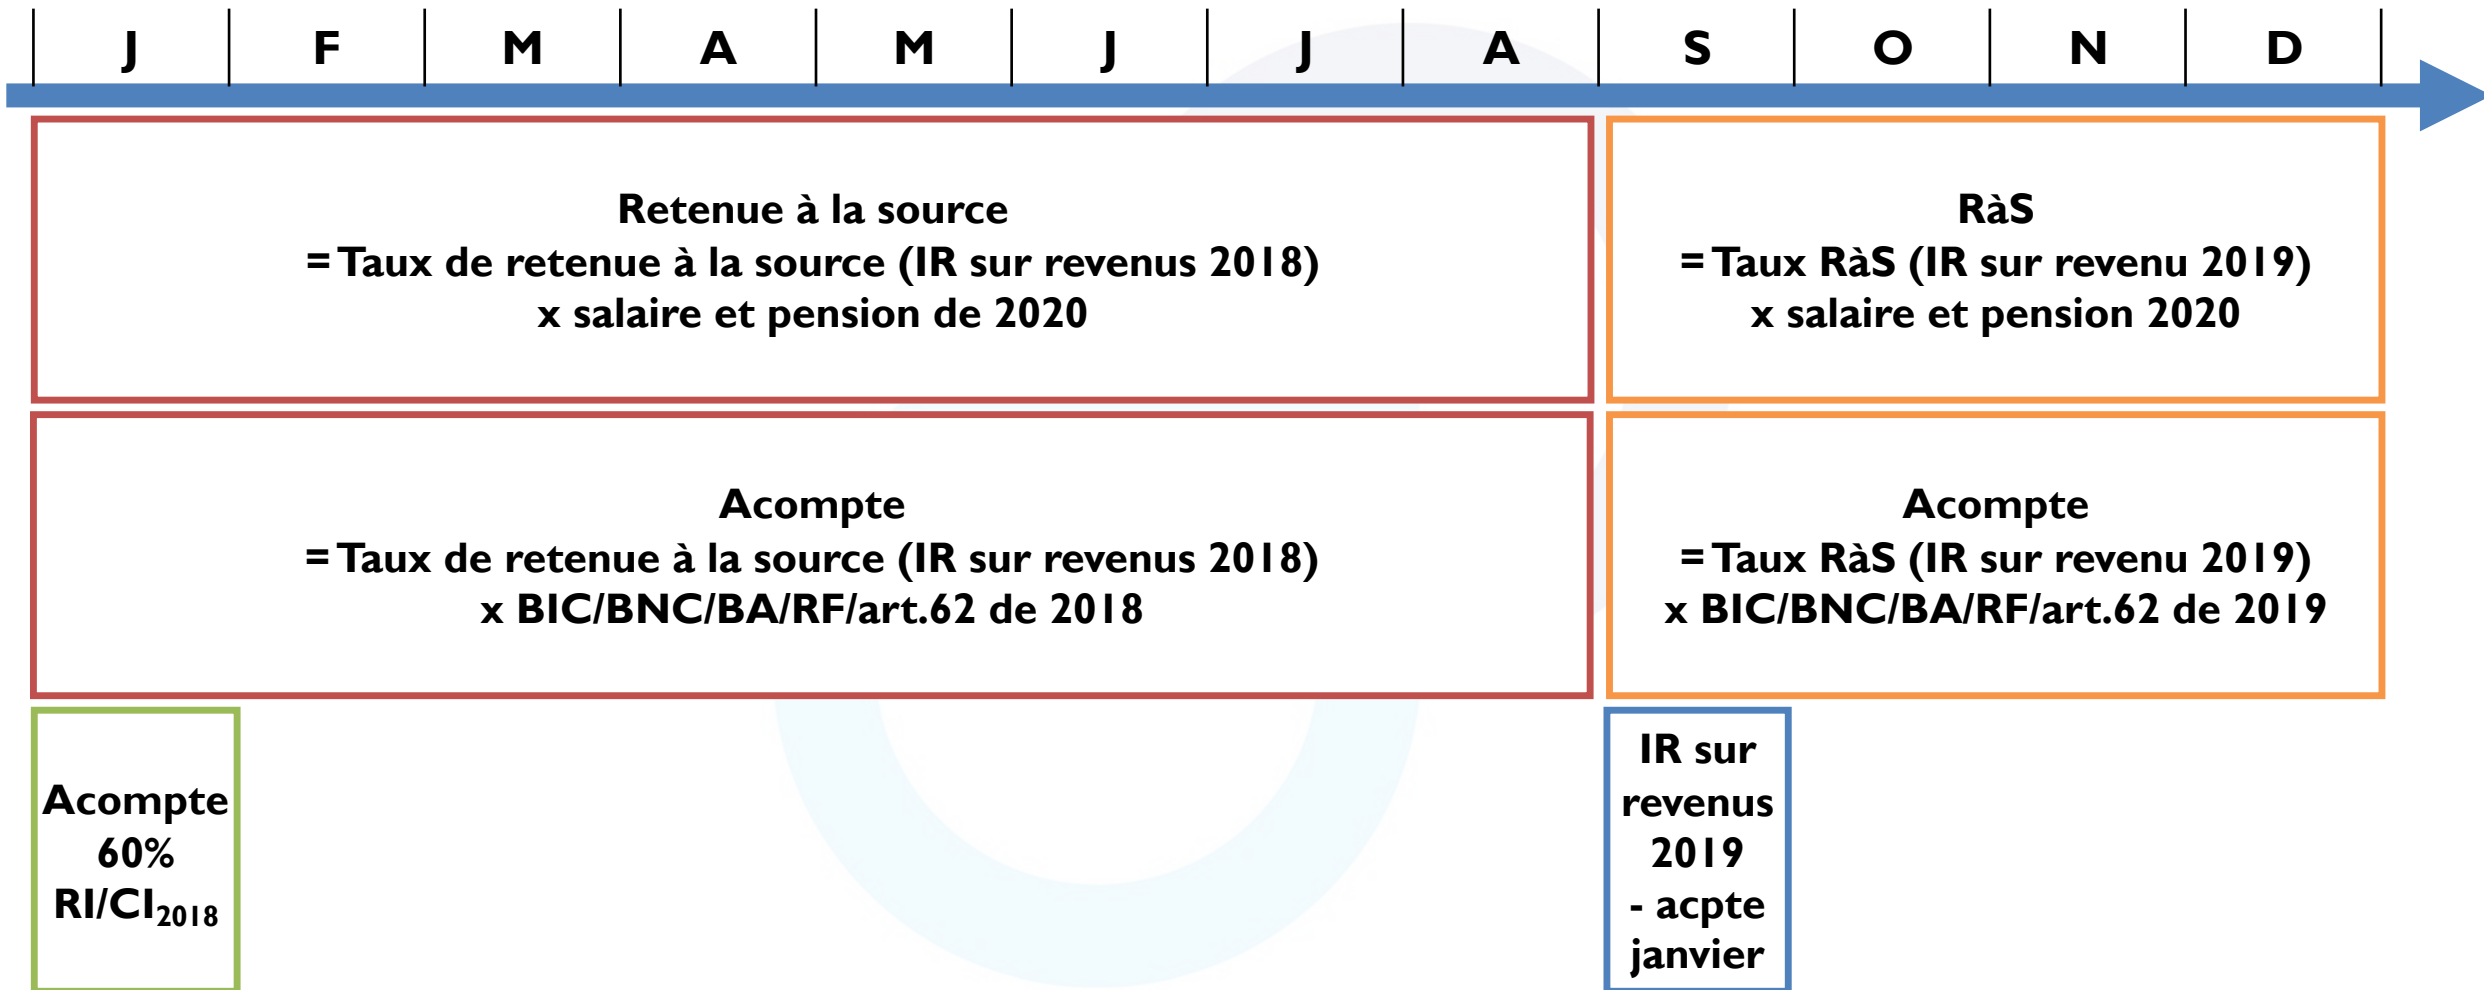 J F M A M J J A S O N D
Retenue à la source
= Taux de retenue à la source (IR sur revenus 2018)
x salaire et pension de 2020
RàS
= Taux RàS (IR sur revenu 2019)
x salaire et pension 2020
Acompte
= Taux de retenue à la source (IR sur revenus 2018)
x BIC/BNC/BA/RF/art.62 de 2018
Acompte
= Taux RàS (IR sur revenu 2019)
x BIC/BNC/BA/RF/art.62 de 2019
Acompte
60%
RI/CI2018
IR sur
revenus
2019
- acpte
janvier